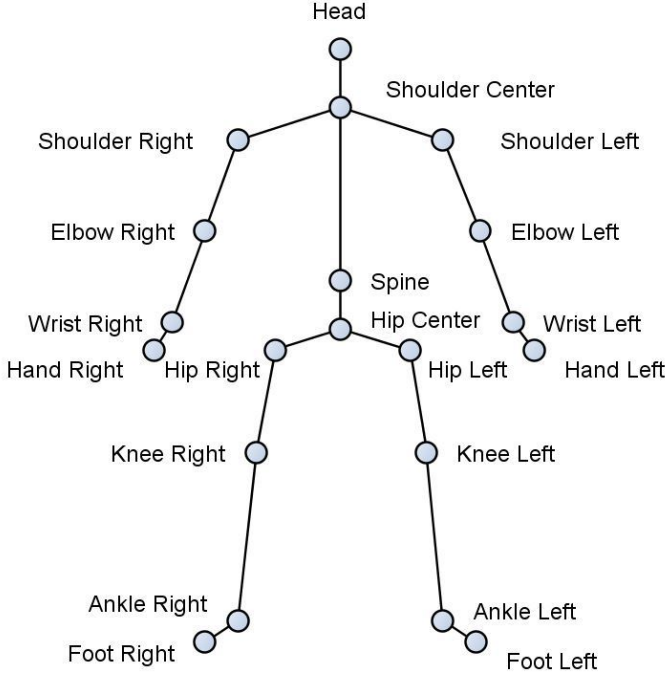 Head
Shoulder Center
Shoulder Right
Shoulder Left
Elbow Right
Elbow Left
Spine
Hip Center
Wrist Right
Wrist Left
Hand Right
Hip Right
Hip Left
Hand Left
Knee Right
Knee Left
Ankle Right
Ankle Left
Foot Right
Foot Left